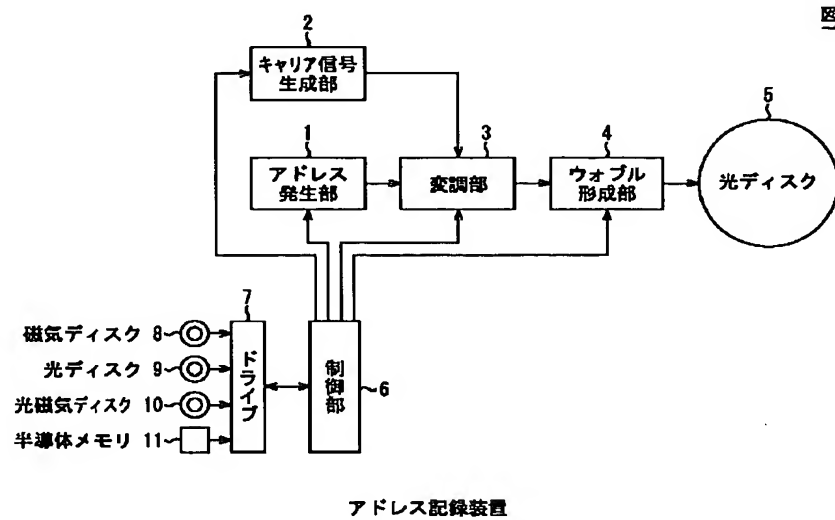 図
2
キャリア信号
生成部
5
1
3
4
アドレス
発生部
変調部
ウォブル
形成部
光ディスク
7
磁気ディスク 8
光ディスク 9
光磁気ディスク 10
半導体メモリ 11
ドライブ
制御部
6
アドレス記録装置